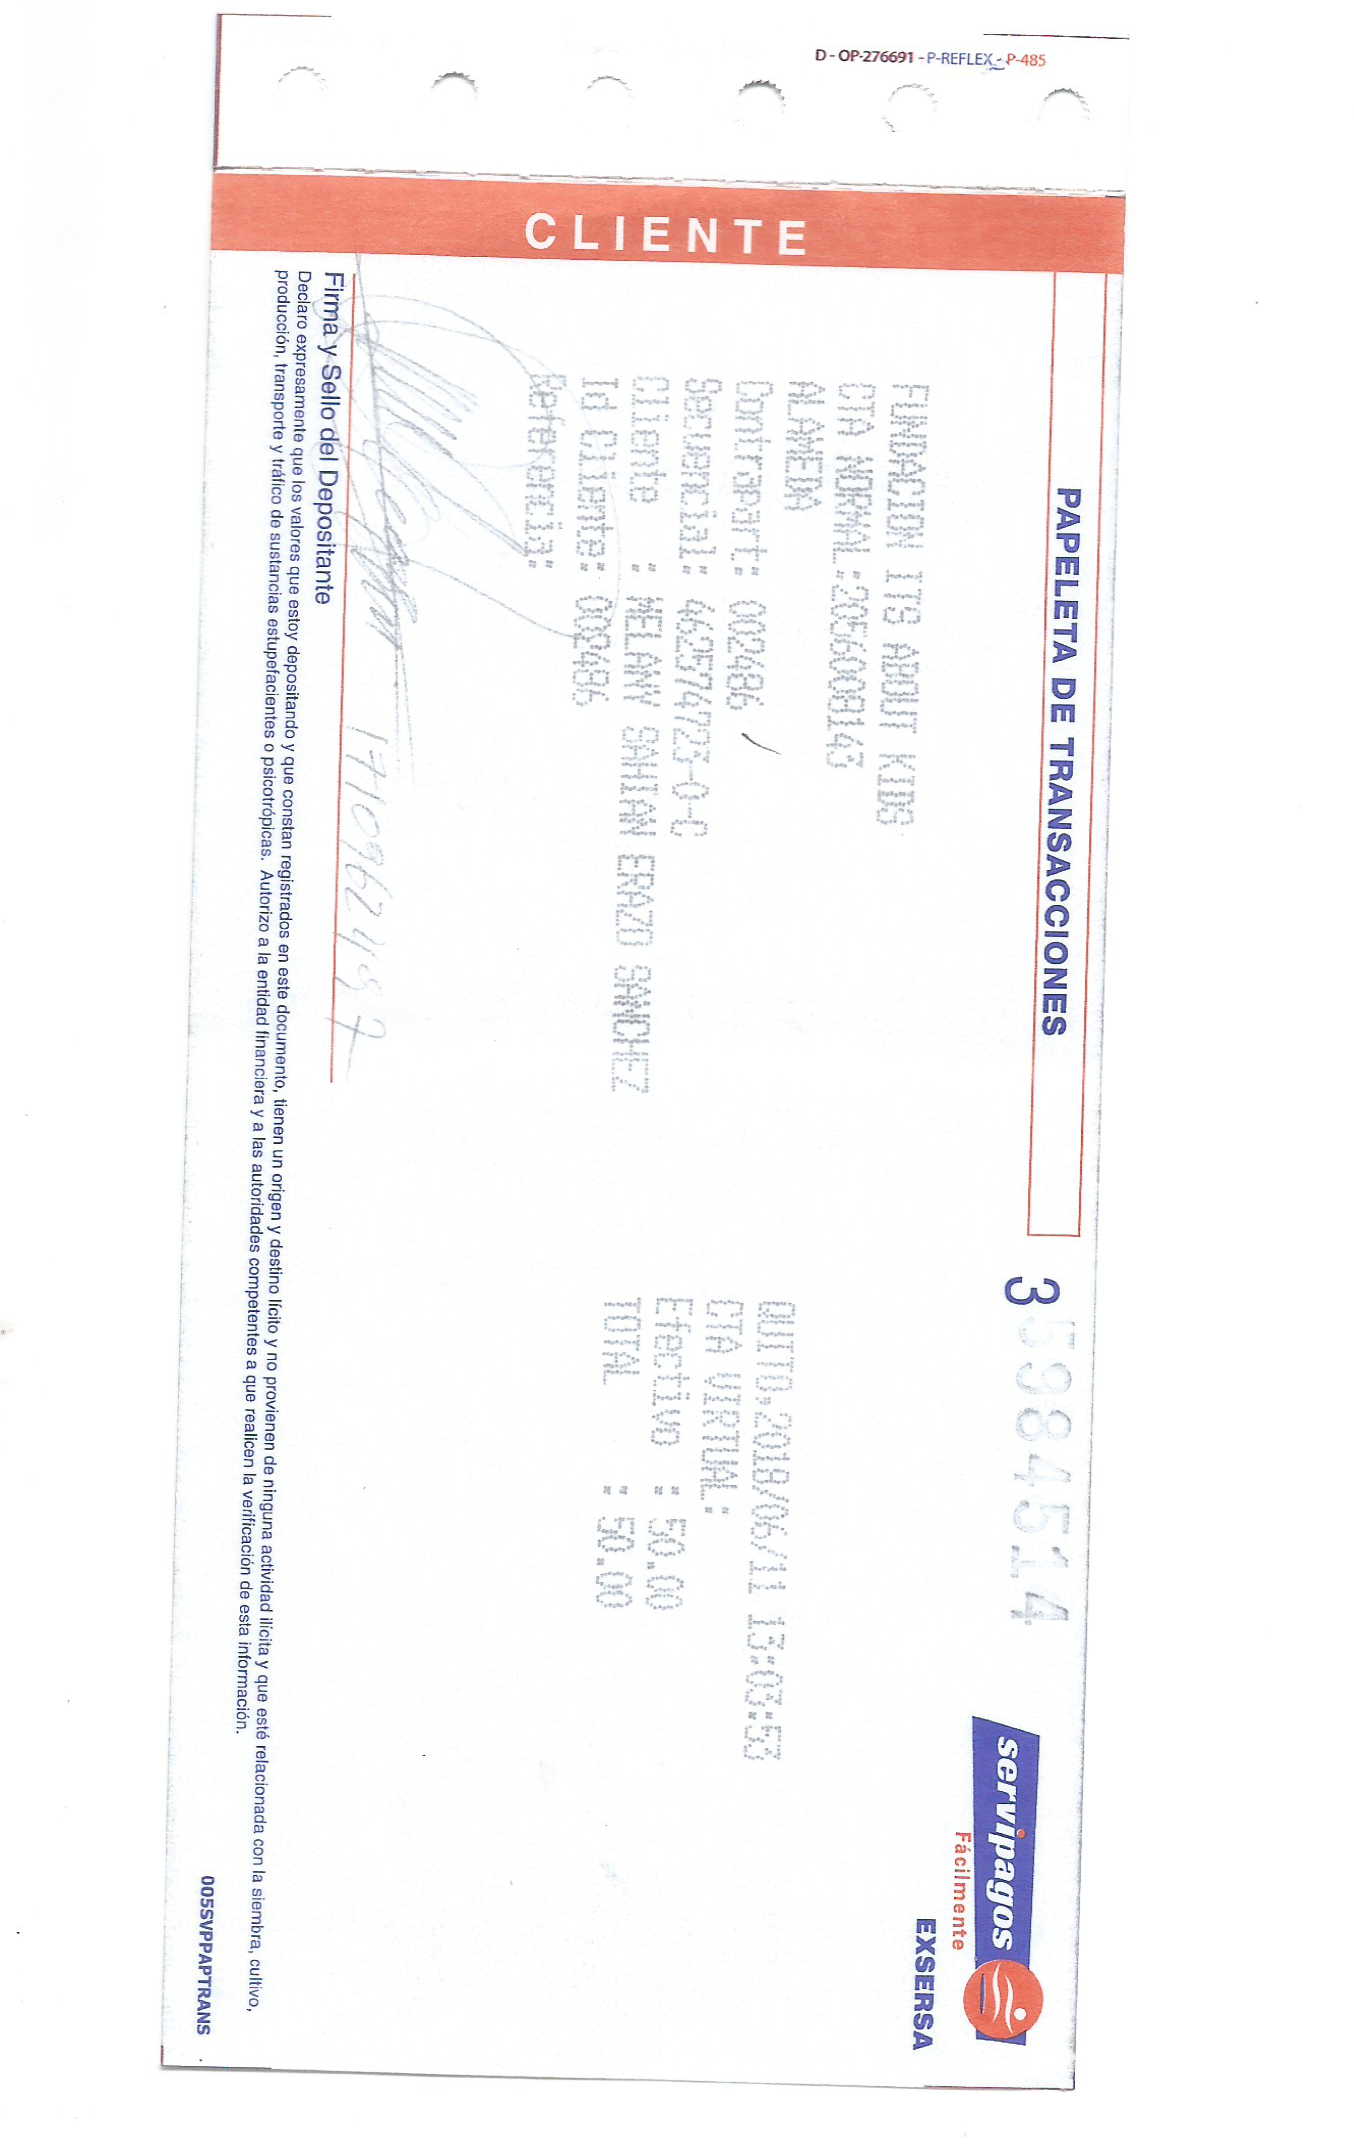 D - OP-276691 - P-REFLEX - P-485
CLIENTE
PAPELETA DE TRANSACCIONES
35984514
servipagos
Fácilmente
EXSERSA
FUNDACION ITS ABOUT KIDS
CTA NORMAL:2056008143
ALAMEDA
Contrapart: 002486
Secuencial: 462574723-0-0
Cliente : MELANY SAHIAN ERAZO SANCHEZ
Id Cliente: 002486
Referencia:
QUITO,2018/06/11 13:03:53
CTA VIRTUAL:
Efectivo : 50.00
TOTAL : 50.00
Firma y Sello del Depositante
Declaro expresamente que los valores que estoy depositando y que constan registrados en este documento, tienen un origen y destino lícito y no provienen de ninguna actividad ilícita y que esté relacionada con la siembra, cultivo,
producción, transporte y tráfico de sustancias estupefacientes o psicotrópicas. Autorizo a la entidad financiera y a las autoridades competentes a que realicen la verificación de esta información.
005SVPPAPTRANS